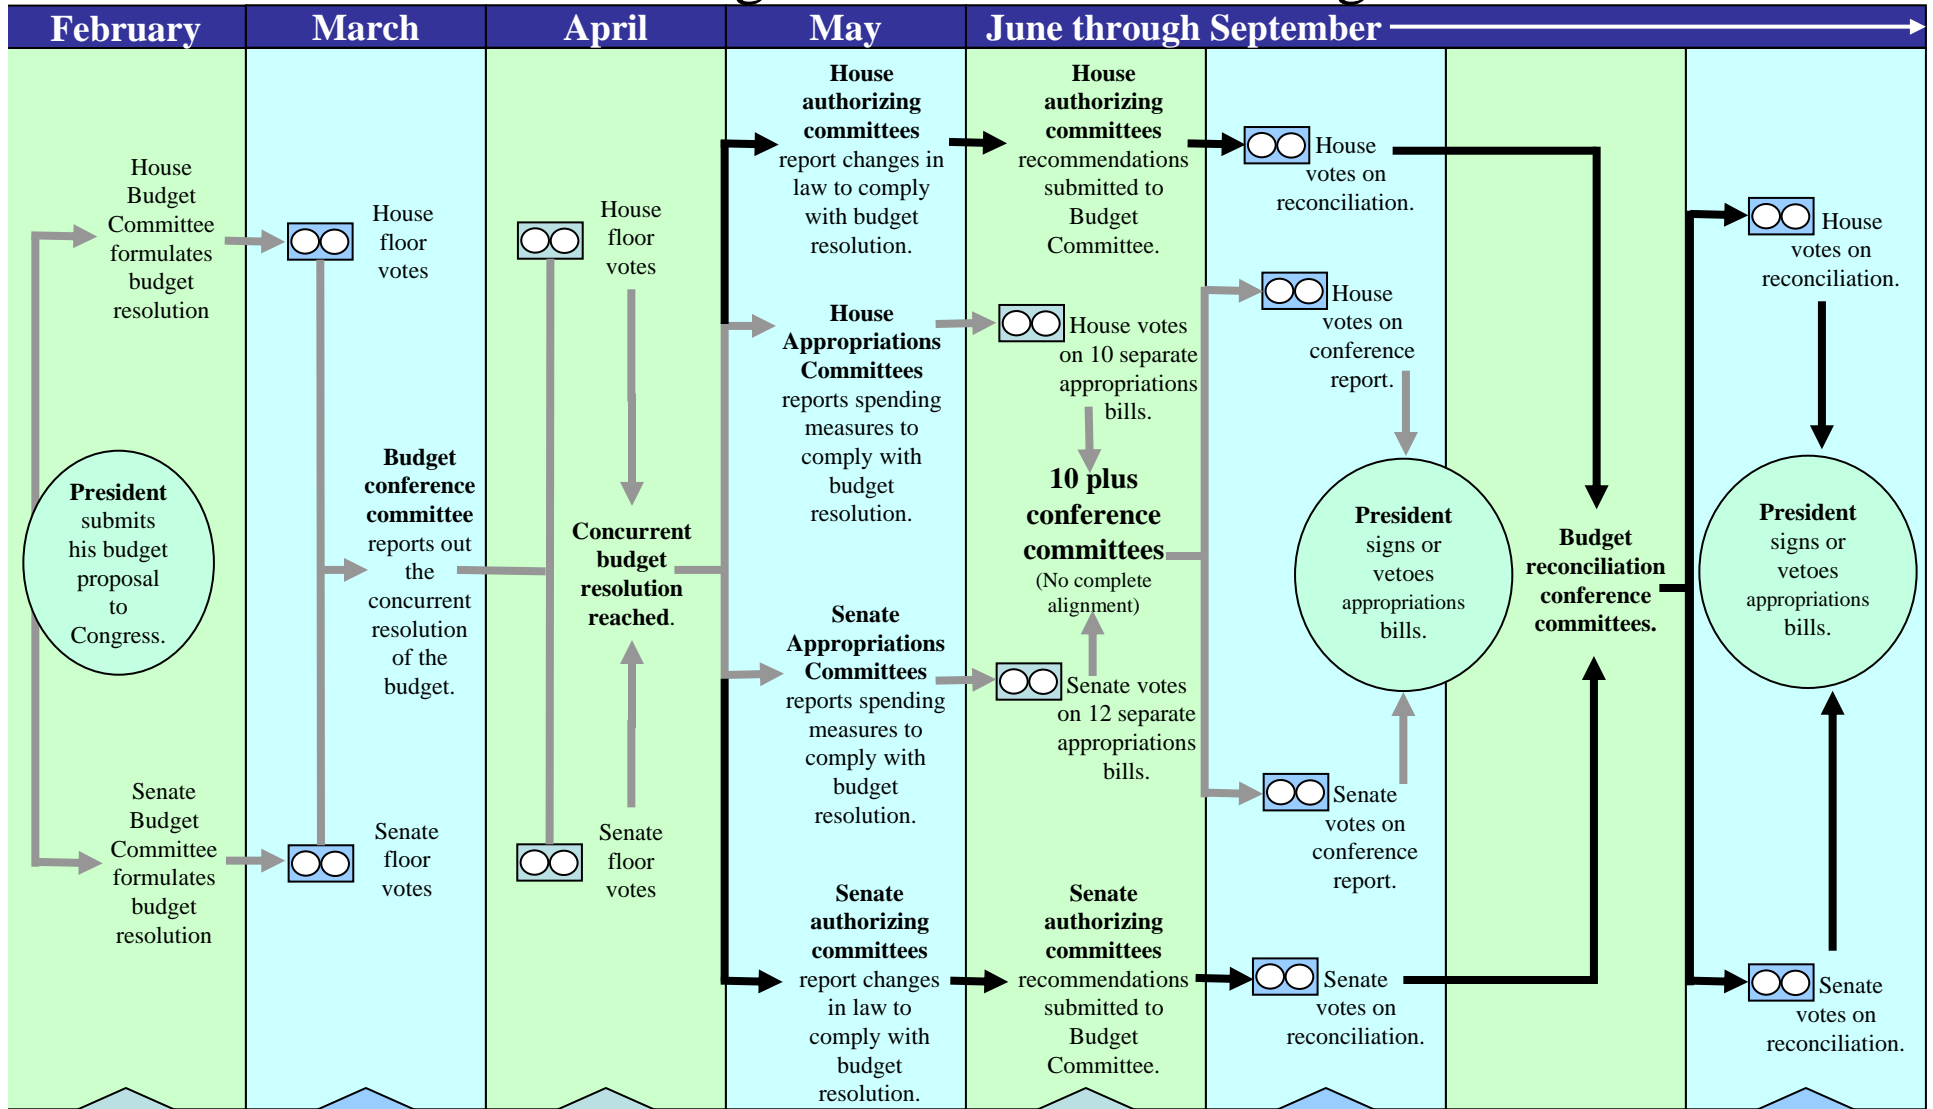 February
March
April
May
June through September
President
submits
his budget
proposal
to
Congress.
House
Budget
Committee
formulates
budget
resolution
Senate
Budget
Committee
formulates
budget
resolution
House
floor
votes
Budget
conference
committee
reports out
the
concurrent
resolution
of the
budget.
Senate
floor
votes
House
floor
votes
Concurrent
budget
resolution
reached.
Senate
floor
votes
House
authorizing
committees
report changes in
law to comply
with budget
resolution.
House
Appropriations
Committees
reports spending
measures to
comply with
budget
resolution.
Senate
Appropriations
Committees
reports spending
measures to
comply with
budget
resolution.
Senate
authorizing
committees
report changes
in law to
comply with
budget
resolution.
House
authorizing
committees
recommendations
submitted to
Budget
Committee.
House votes
on 10 separate
appropriations
bills.
10 plus
conference
committees
(No complete
alignment)
Senate votes
on 12 separate
appropriations
bills.
Senate
authorizing
committees
recommendations
submitted to
Budget
Committee.
House
votes on
reconciliation.
House
votes on
conference
report.
President
signs or
vetoes
appropriations
bills.
Senate
votes on
conference
report.
Senate
votes on
reconciliation.
Budget
reconciliation
conference
committees.
House
votes on
reconciliation.
President
signs or
vetoes
appropriations
bills.
Senate
votes on
reconciliation.